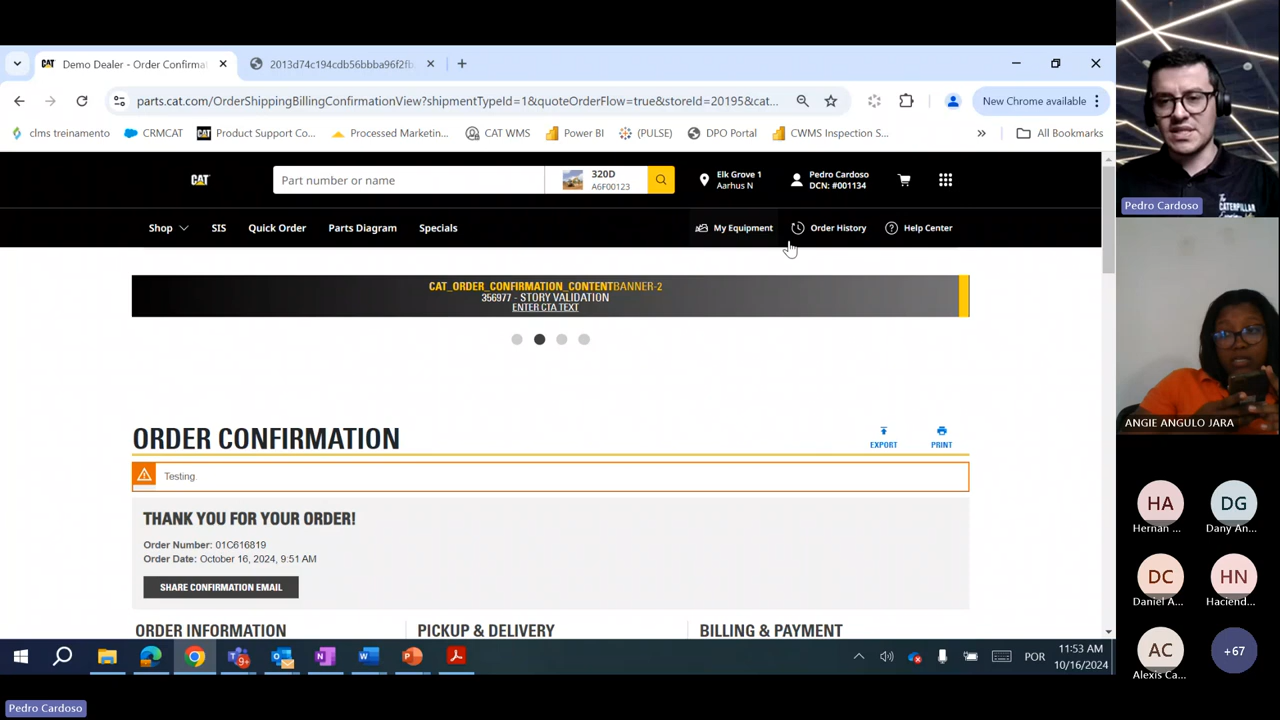 Demo Dealer - Order Confirma
2013d74c194cdb56bbba96f2fb
parts.cat.com/OrderShippingBillingConfirmationView?shipmentTypeId=1&quoteOrderFlow=true&storeId=20195&cat...
New Chrome available
clms treinamento
CRMCAT
Product Support Co...
Processed Marketin...
CAT WMS
Power BI
(PULSE)
DPO Portal
CWMS Inspection S...
»
All Bookmarks
CAT
Part number or name
320D
A6F00123
Elk Grove 1
Aarhus N
Pedro Cardoso
DCN: #001134
Shop
SIS
Quick Order
Parts Diagram
Specials
My Equipment
Order History
Help Center
CAT_ORDER_CONFIRMATION_CONTENTBANNER-2
356977 - STORY VALIDATION
ENTER CTA TEXT
ORDER CONFIRMATION
EXPORT
PRINT
Testing
THANK YOU FOR YOUR ORDER!
Order Number: 01C616819
Order Date: October 16, 2024, 9:51 AM
SHARE CONFIRMATION EMAIL
ORDER INFORMATION
PICKUP & DELIVERY
BILLING & PAYMENT
POR
11:53 AM
10/16/2024
Pedro Cardoso
Pedro Cardoso
ANGIE ANGULO JARA
HA
Hernan ...
DG
Dany An...
DC
Daniel A...
HN
Haciend...
AC
Alexis Ca...
+67